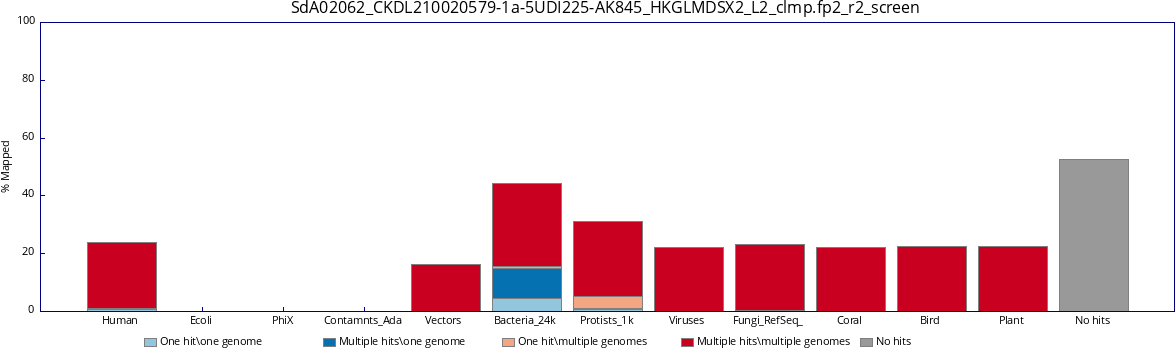 SdA02062_CKDL210020579-1a-5UDI225-AK845_HKGLMDSX2_L2_clmp.fp2_r2_screen
100
80
60
40
20
0
% Mapped
Human Ecoli PhiX Contamnts_Ada Vectors Bacteria_24k Protists_1k Viruses Fungi_RefSeq_ Coral Bird Plant No hits
One hit\one genome Multiple hits\one genome One hit\multiple genomes Multiple hits\multiple genomes No hits